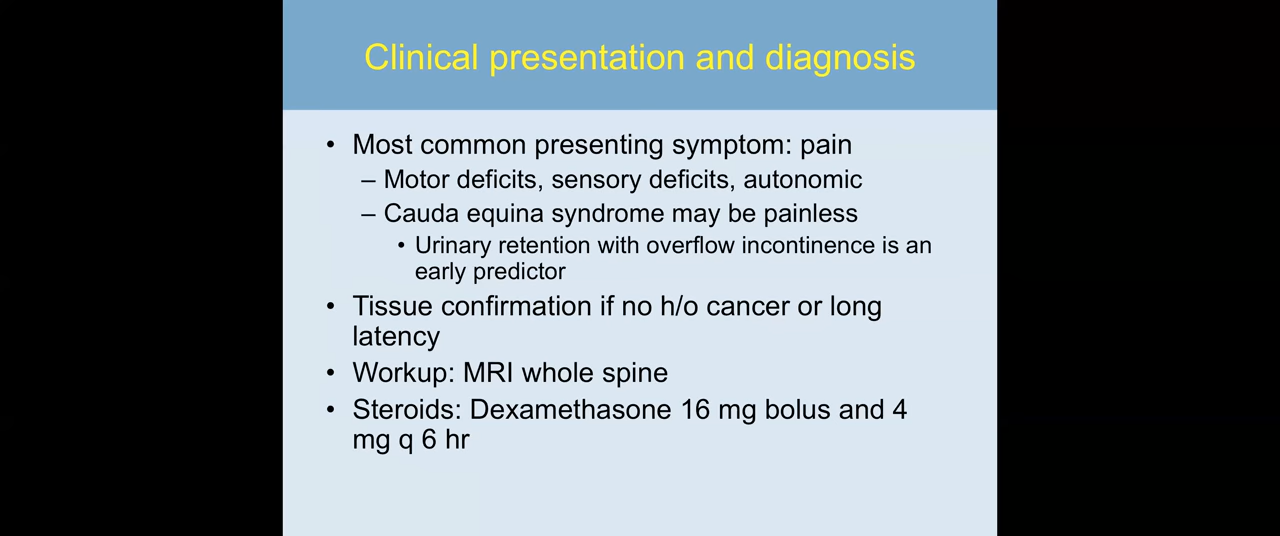 Clinical presentation and diagnosis
• Most common presenting symptom: pain
– Motor deficits, sensory deficits, autonomic
– Cauda equina syndrome may be painless
• Urinary retention with overflow incontinence is an
early predictor
• Tissue confirmation if no h/o cancer or long
latency
• Workup: MRI whole spine
• Steroids: Dexamethasone 16 mg bolus and 4
mg q 6 hr